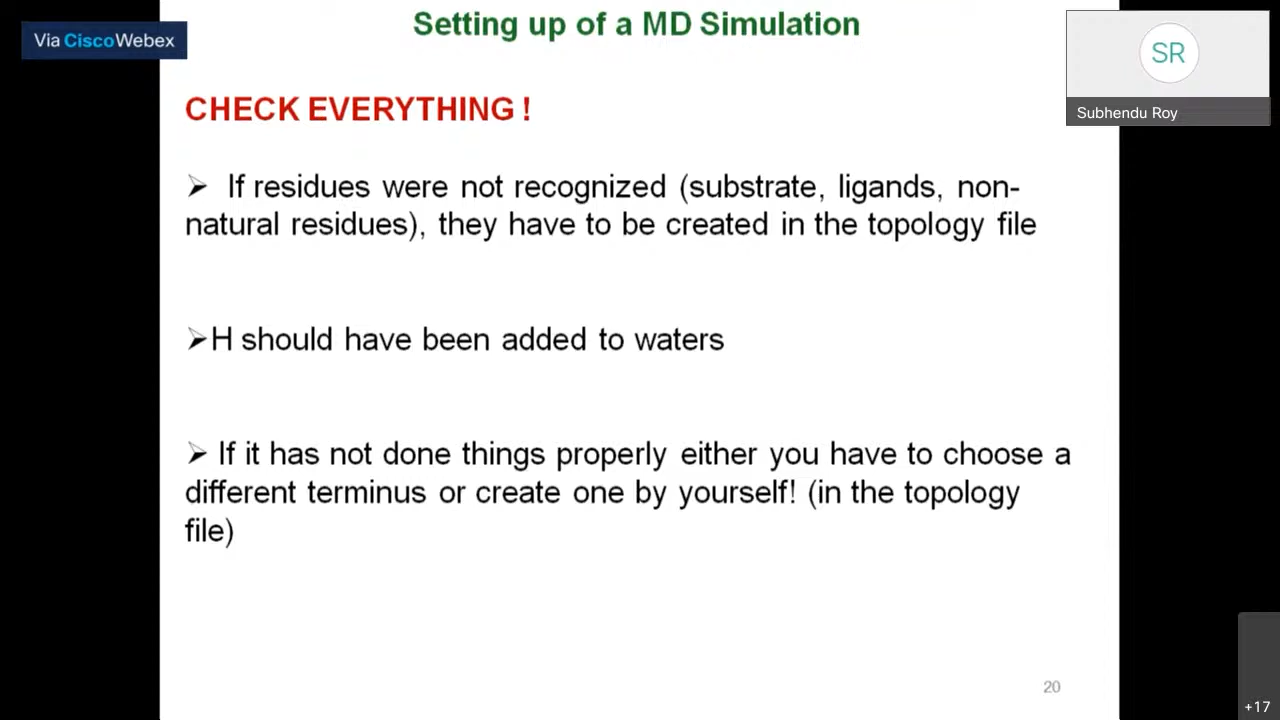 Setting up of a MD Simulation
Via CiscoWebex
SR
Subhendu Roy
CHECK EVERYTHING !
➢ If residues were not recognized (substrate, ligands, non-
natural residues), they have to be created in the topology file
➢H should have been added to waters
➢ If it has not done things properly either you have to choose a
different terminus or create one by yourself! (in the topology
file)
20
+17